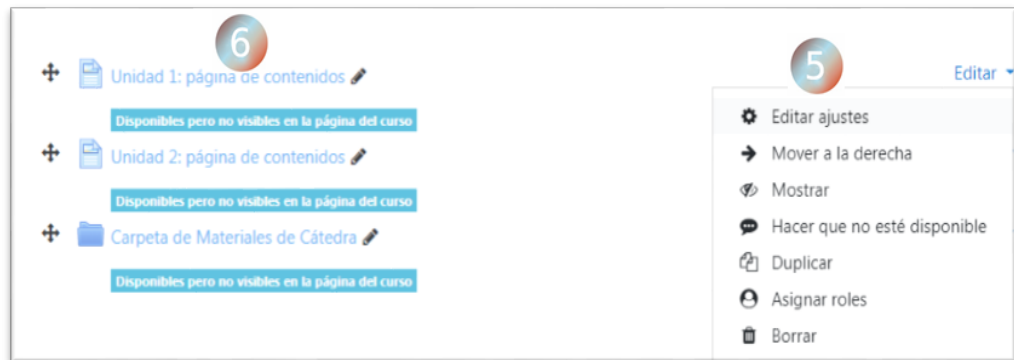 6
Unidad 1: página de contenidos
Disponibles pero no visibles en la página del curso
Unidad 2: página de contenidos
Disponibles pero no visibles en la página del curso
Carpeta de Materiales de Cátedra
Disponibles pero no visibles en la página del curso
5
Editar
Editar ajustes
Mover a la derecha
Mostrar
Hacer que no esté disponible
Duplicar
Asignar roles
Borrar